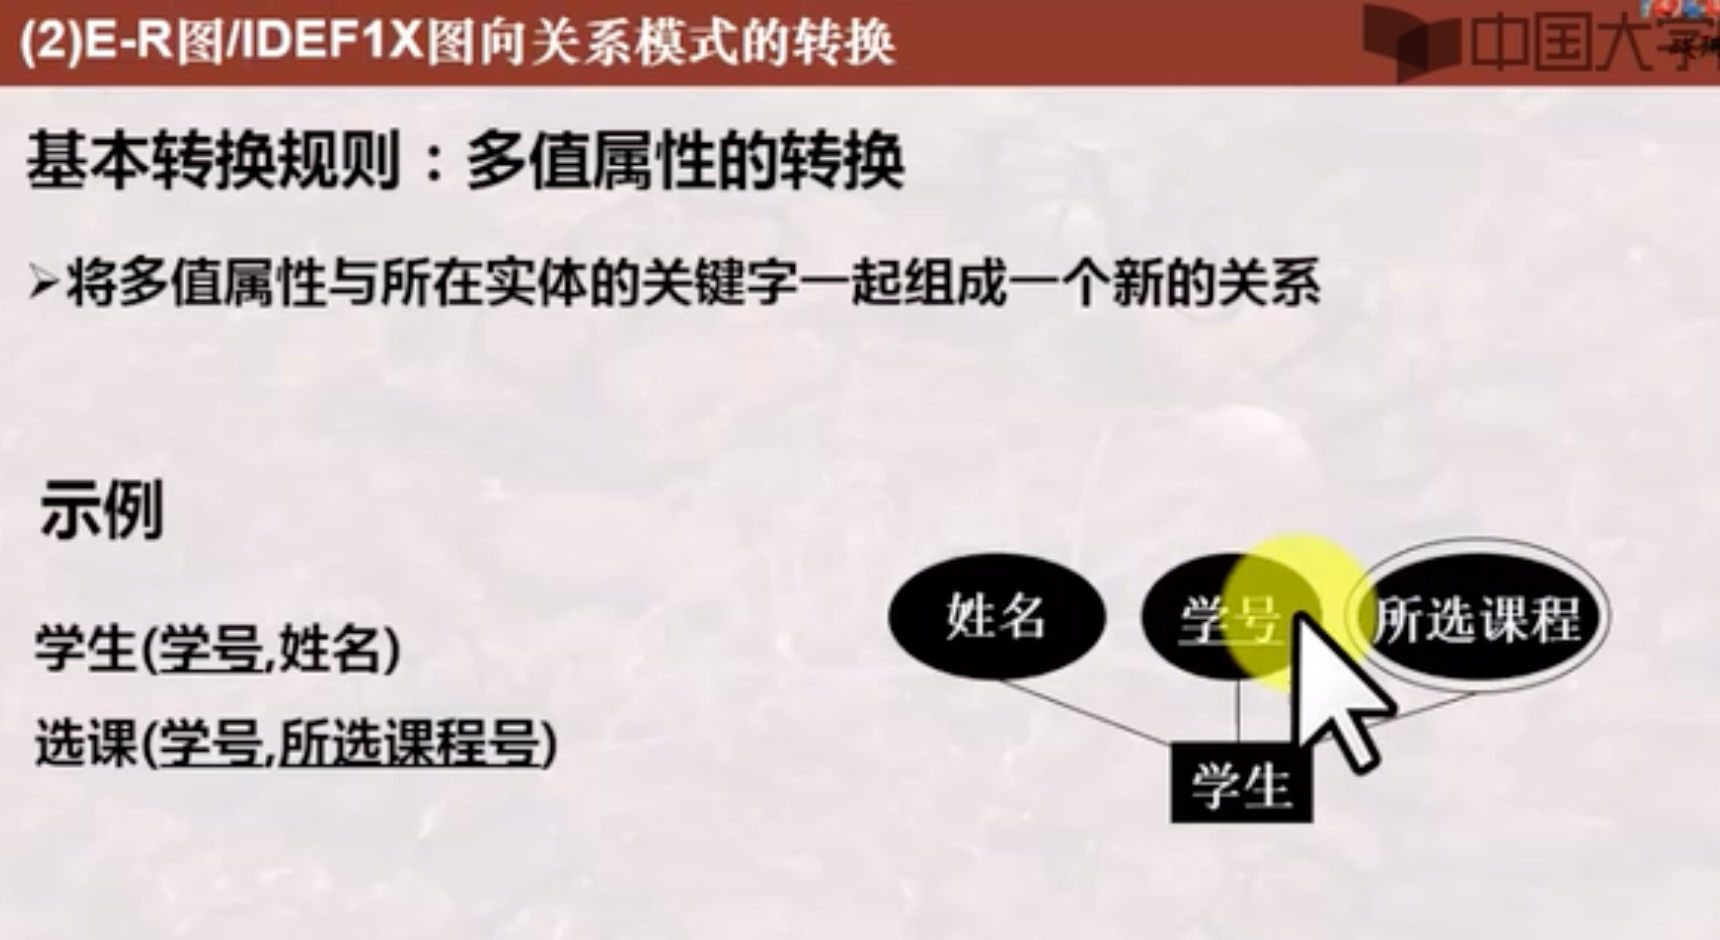 (2)E-R图/IDEF1X图向关系模式的转换
中国大学
基本转换规则：多值属性的转换
➢将多值属性与所在实体的关键字一起组成一个新的关系
示例
学生(学号,姓名)
选课(学号,所选课程号)
姓名
学号
所选课程
学生